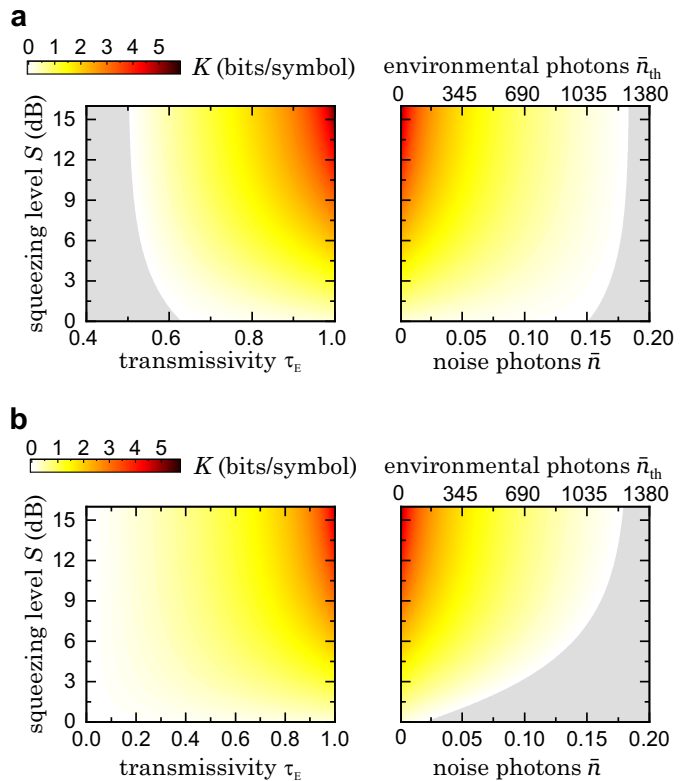 a
0 1 2 3 4 5 K (bits/symbol)
environmental photons n̄th
0 345 690 1035 1380
squeezing level S (dB)
15
12
9
6
3
0
0.4 0.6 0.8 1.0
0 0.05 0.10 0.15 0.20
transmissivity τE
noise photons n̄
b
0 1 2 3 4 5 K (bits/symbol)
environmental photons n̄th
0 345 690 1035 1380
squeezing level S (dB)
15
12
9
6
3
0
0.0 0.2 0.4 0.6 0.8 1.0
0 0.05 0.10 0.15 0.20
transmissivity τE
noise photons n̄